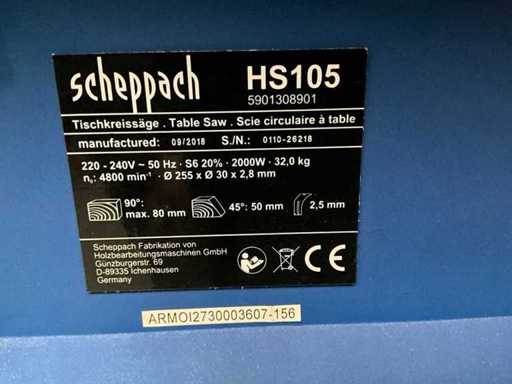 scheppach HS105
5901308901
Tischkreissäge . Table Saw . Scie circulaire à table
manufactured: 09/2018 S./N.: 0110-26218
220 - 240V ~ 50 Hz · S6 20% · 2000W · 32,0 kg
n₀: 4800 min⁻¹ · Ø 255 x Ø 30 x 2,8 mm
90°: max. 80 mm 45°: 50 mm 2,5 mm
Scheppach Fabrikation von
Holzbearbeitungsmaschinen GmbH
Günzburgerstr. 69
D-89335 Ichenhausen
Germany
CE
ARMOI2730003607-156